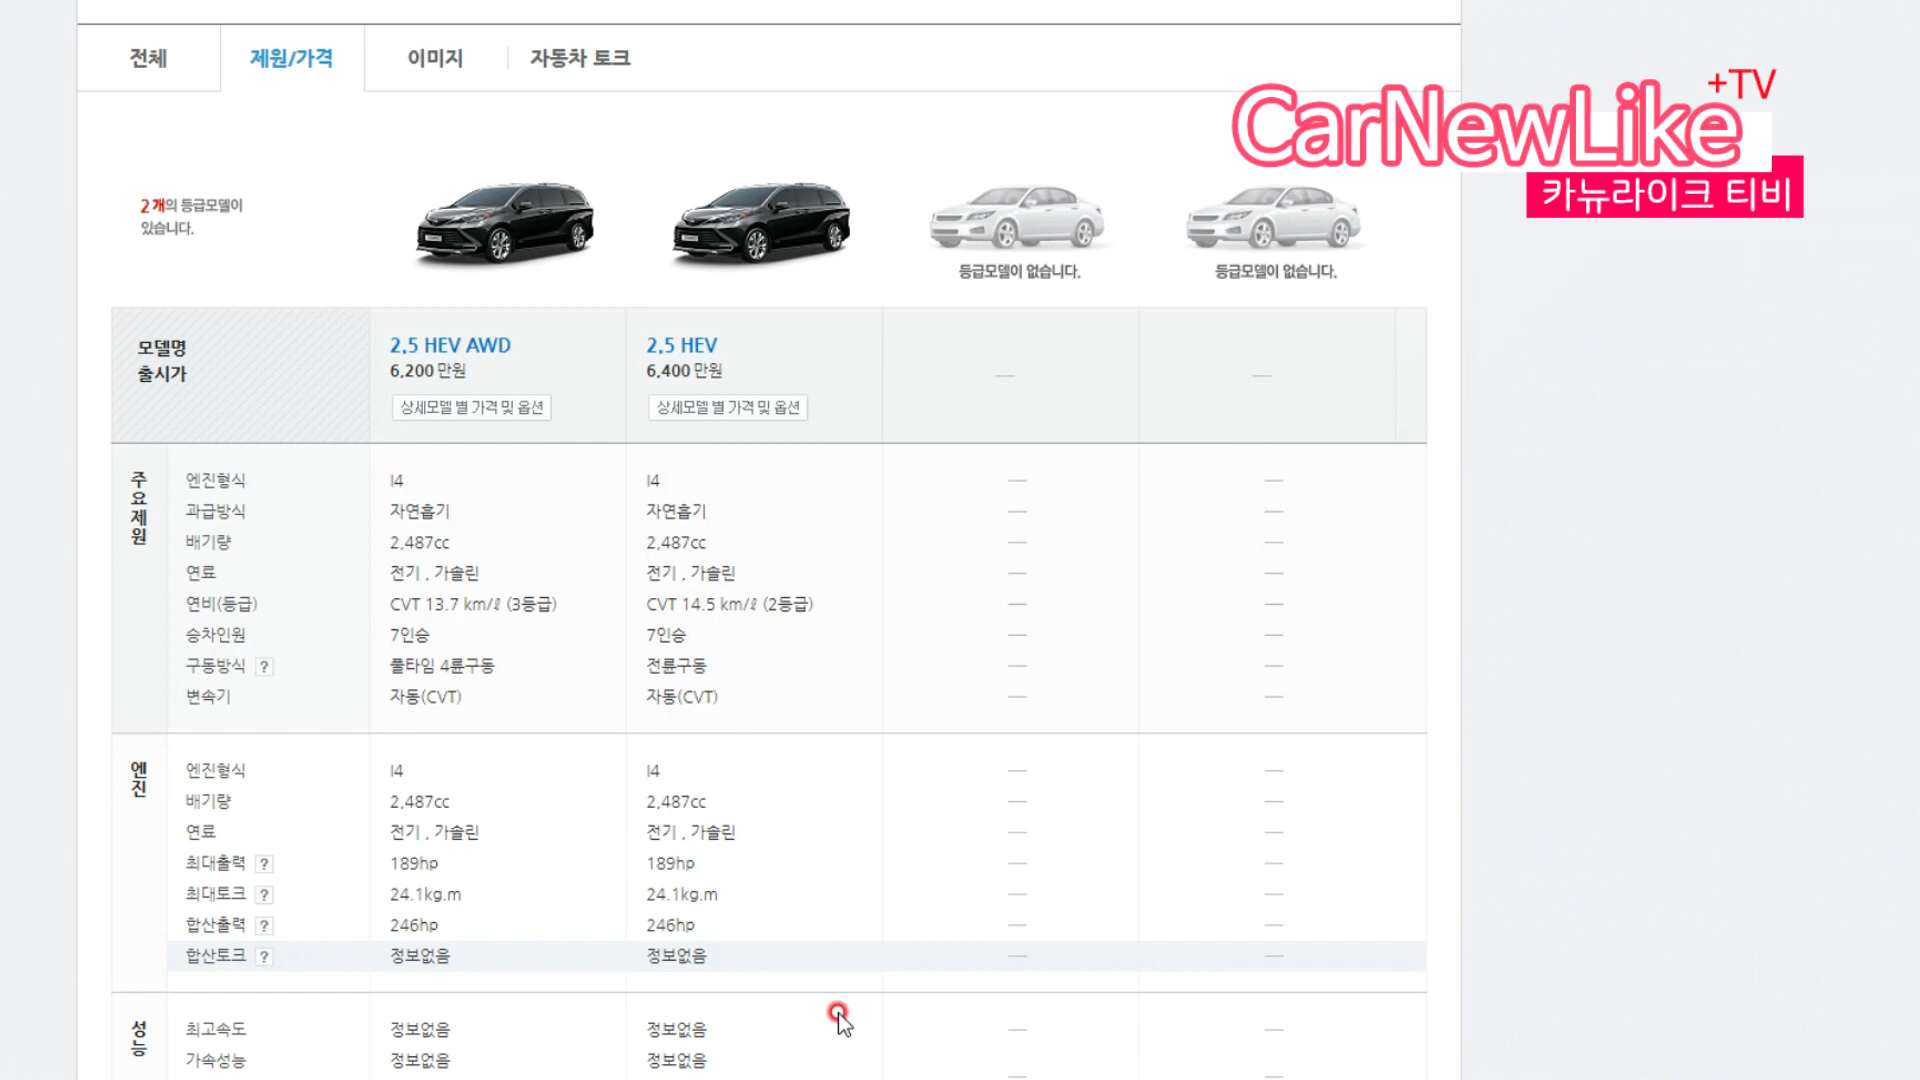 전체 제원/가격 이미지 자동차 토크
+TV
CarNewLike
카뉴라이크 티비
2개의 등급모델이
있습니다.
등급모델이 없습니다. 등급모델이 없습니다.
모델명
출시가
2.5 HEV AWD
6,200 만원
상세모델 별 가격 및 옵션
2.5 HEV
6,400 만원
상세모델 별 가격 및 옵션
— —
주요제원
엔진형식 I4 I4 — —
과급방식 자연흡기 자연흡기 — —
배기량 2,487cc 2,487cc — —
연료 전기 , 가솔린 전기 , 가솔린 — —
연비(등급) CVT 13.7 km/ℓ (3등급) CVT 14.5 km/ℓ (2등급) — —
승차인원 7인승 7인승 — —
구동방식 ? 풀타임 4륜구동 전륜구동 — —
변속기 자동(CVT) 자동(CVT) — —
엔진
엔진형식 I4 I4 — —
배기량 2,487cc 2,487cc — —
연료 전기 , 가솔린 전기 , 가솔린 — —
최대출력 ? 189hp 189hp — —
최대토크 ? 24.1kg.m 24.1kg.m — —
합산출력 ? 246hp 246hp — —
합산토크 ? 정보없음 정보없음 — —
성능
최고속도 정보없음 정보없음 — —
가속성능 정보없음 정보없음 — —